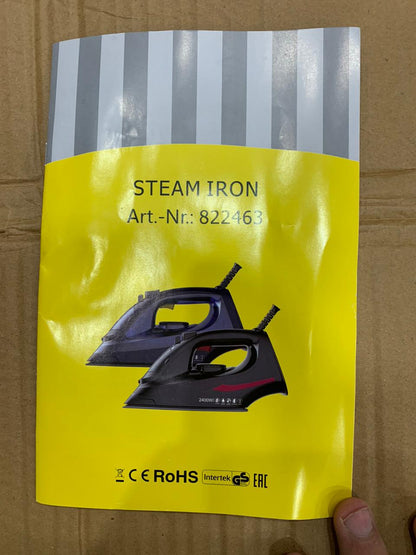 STEAM IRON
Art.-Nr.: 822463
2400W
CE RoHS Intertek GS EAC